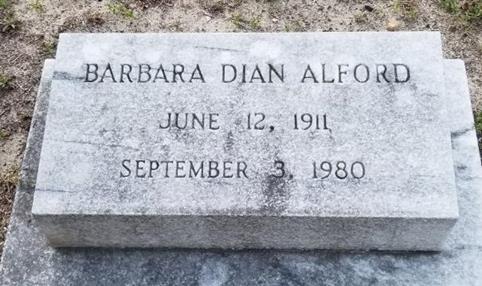 BARBARA DIAN ALFORD
JUNE 12, 1911
SEPTEMBER 3, 1980